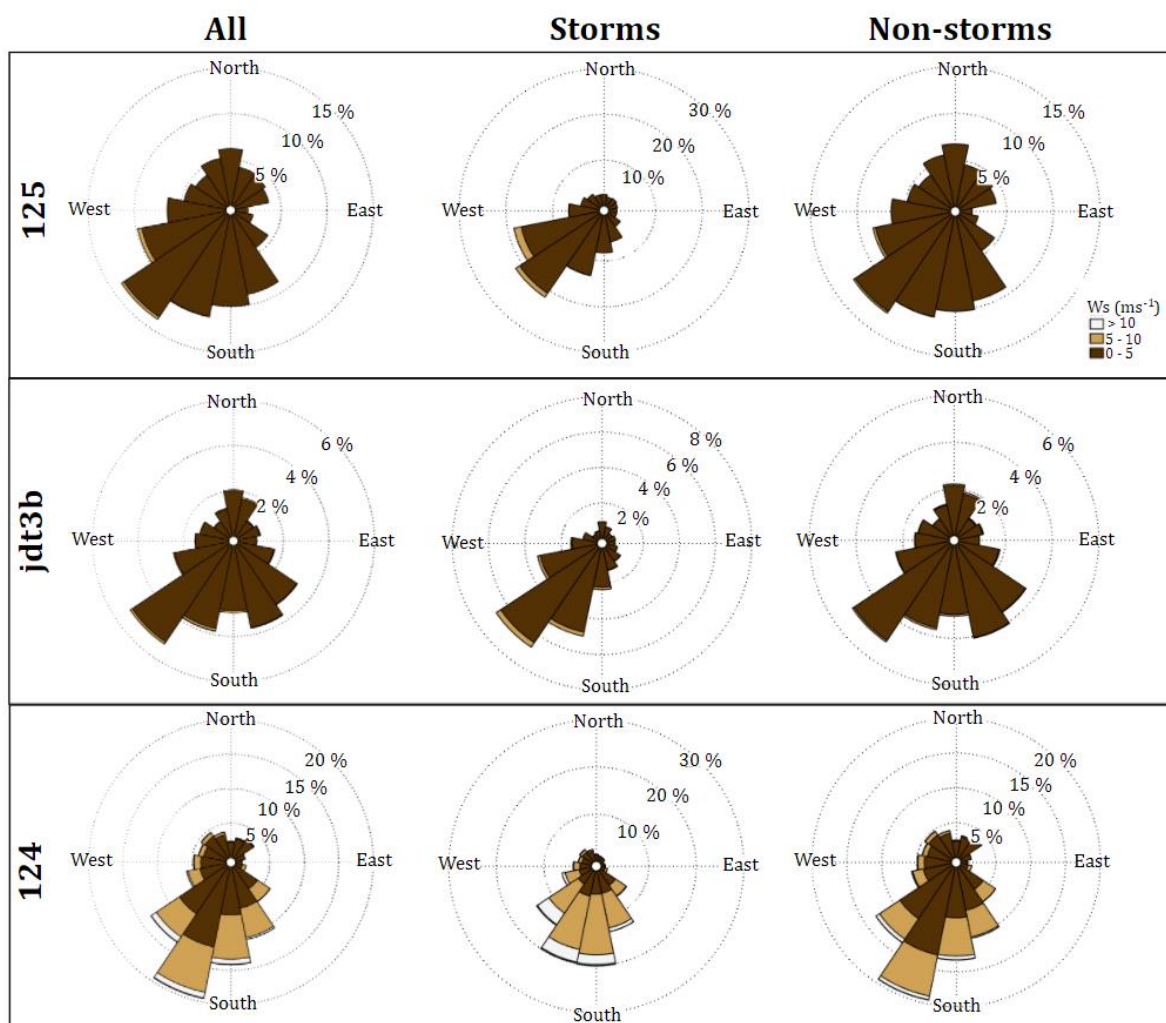 All Storms Non-storms
125
North North North
15 % 30 % 15 %
10 % 20 % 10 %
5 % 10 % 5 %
West East West East West East
South South South
Ws (ms⁻¹)
> 10
5 - 10
0 - 5
jdt3b
North North North
6 % 8 % 6 %
4 % 6 % 4 %
2 % 4 % 2 %
2 %
West East West East West East
South South South
124
North North North
20 % 30 % 20 %
15 % 20 % 15 %
10 % 10 % 10 %
5 % 5 %
West East West East West East
South South South